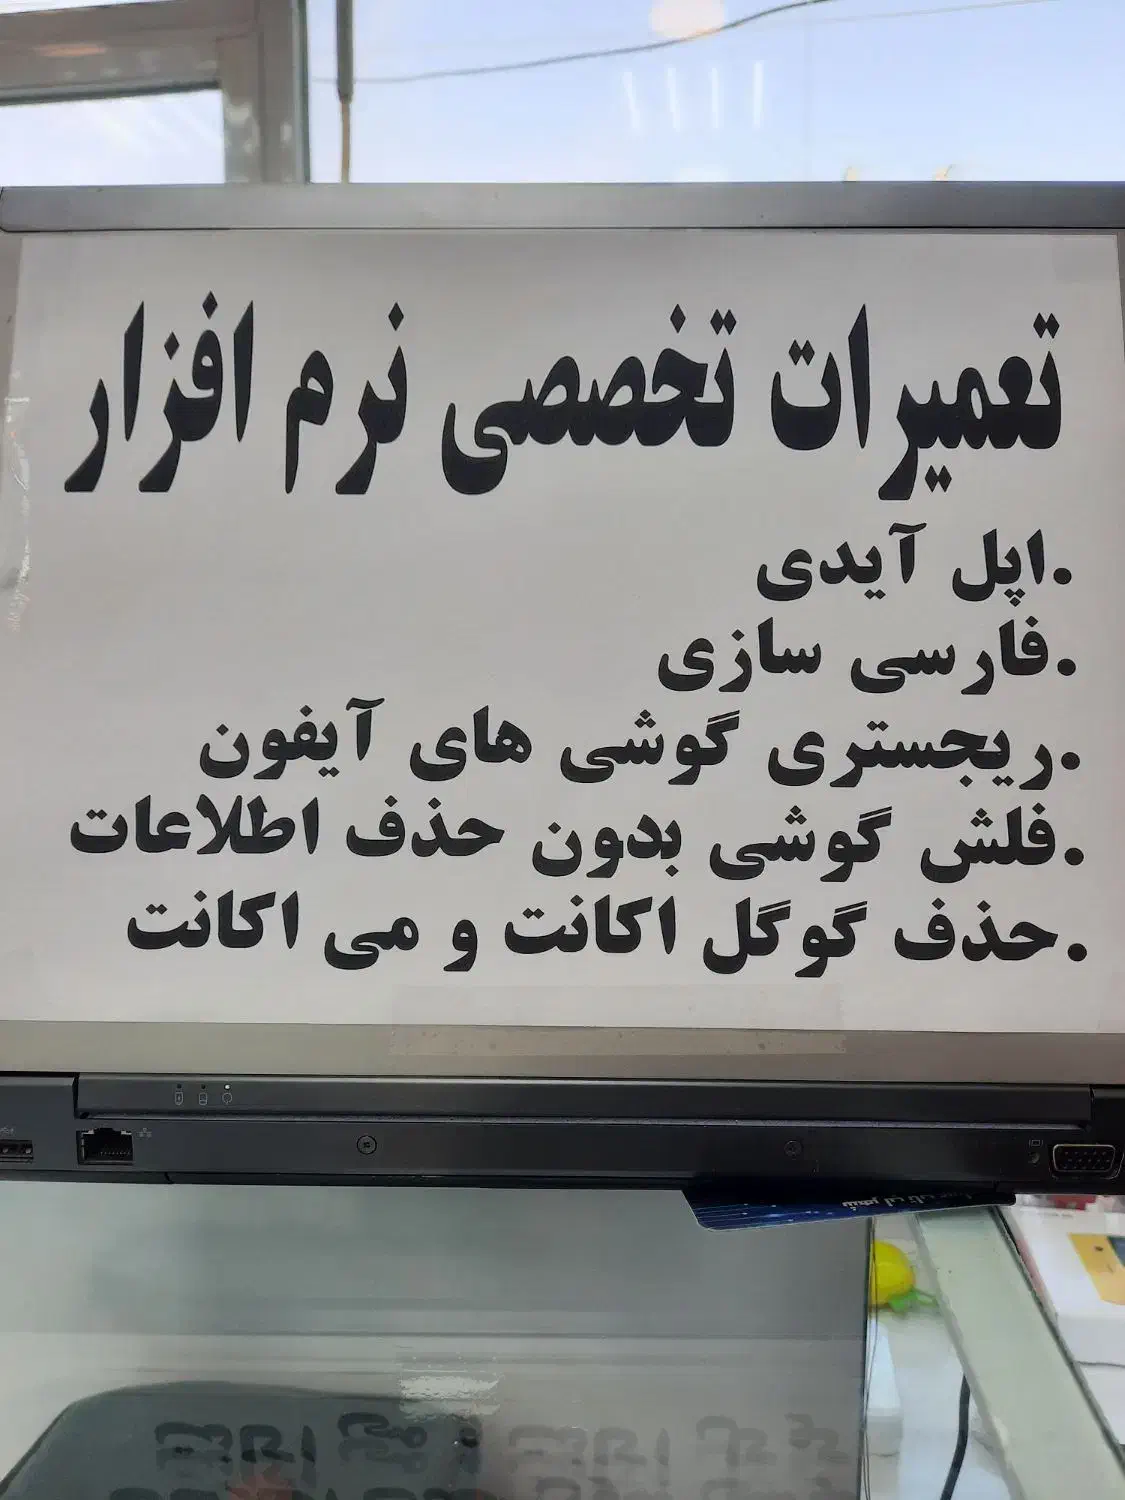 تعمیرات تخصصی نرم افزار
.اپل آیدی
.فارسی سازی
.ریجستری گوشی های آیفون
.فلش گوشی بدون حذف اطلاعات
.حذف گوگل اکانت و می اکانت